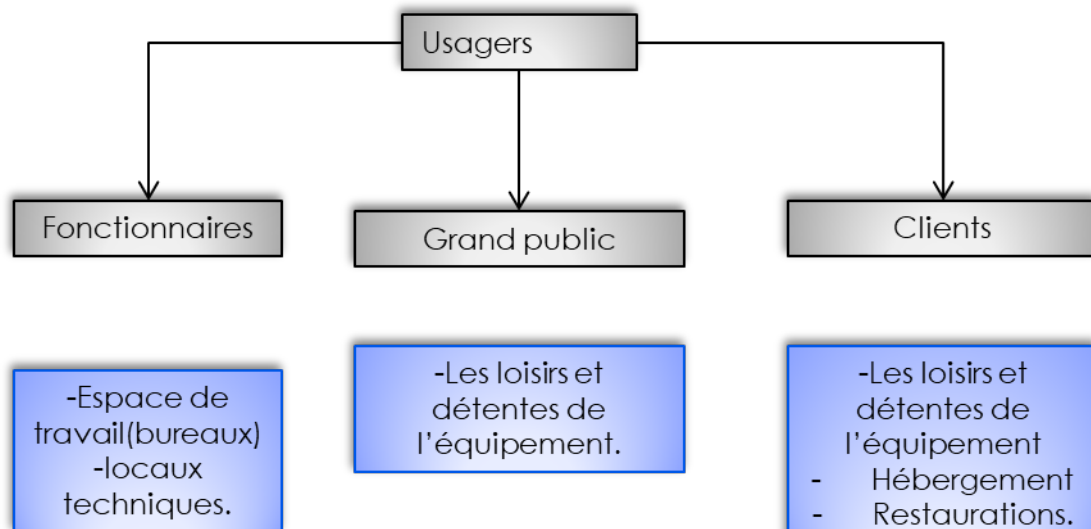 Usagers
Fonctionnaires
Grand public
Clients
-Espace de
travail(bureaux)
-locaux
techniques.
-Les loisirs et
détentes de
l'équipement.
-Les loisirs et
détentes de
l'équipement
- Hébergement
- Restaurations.